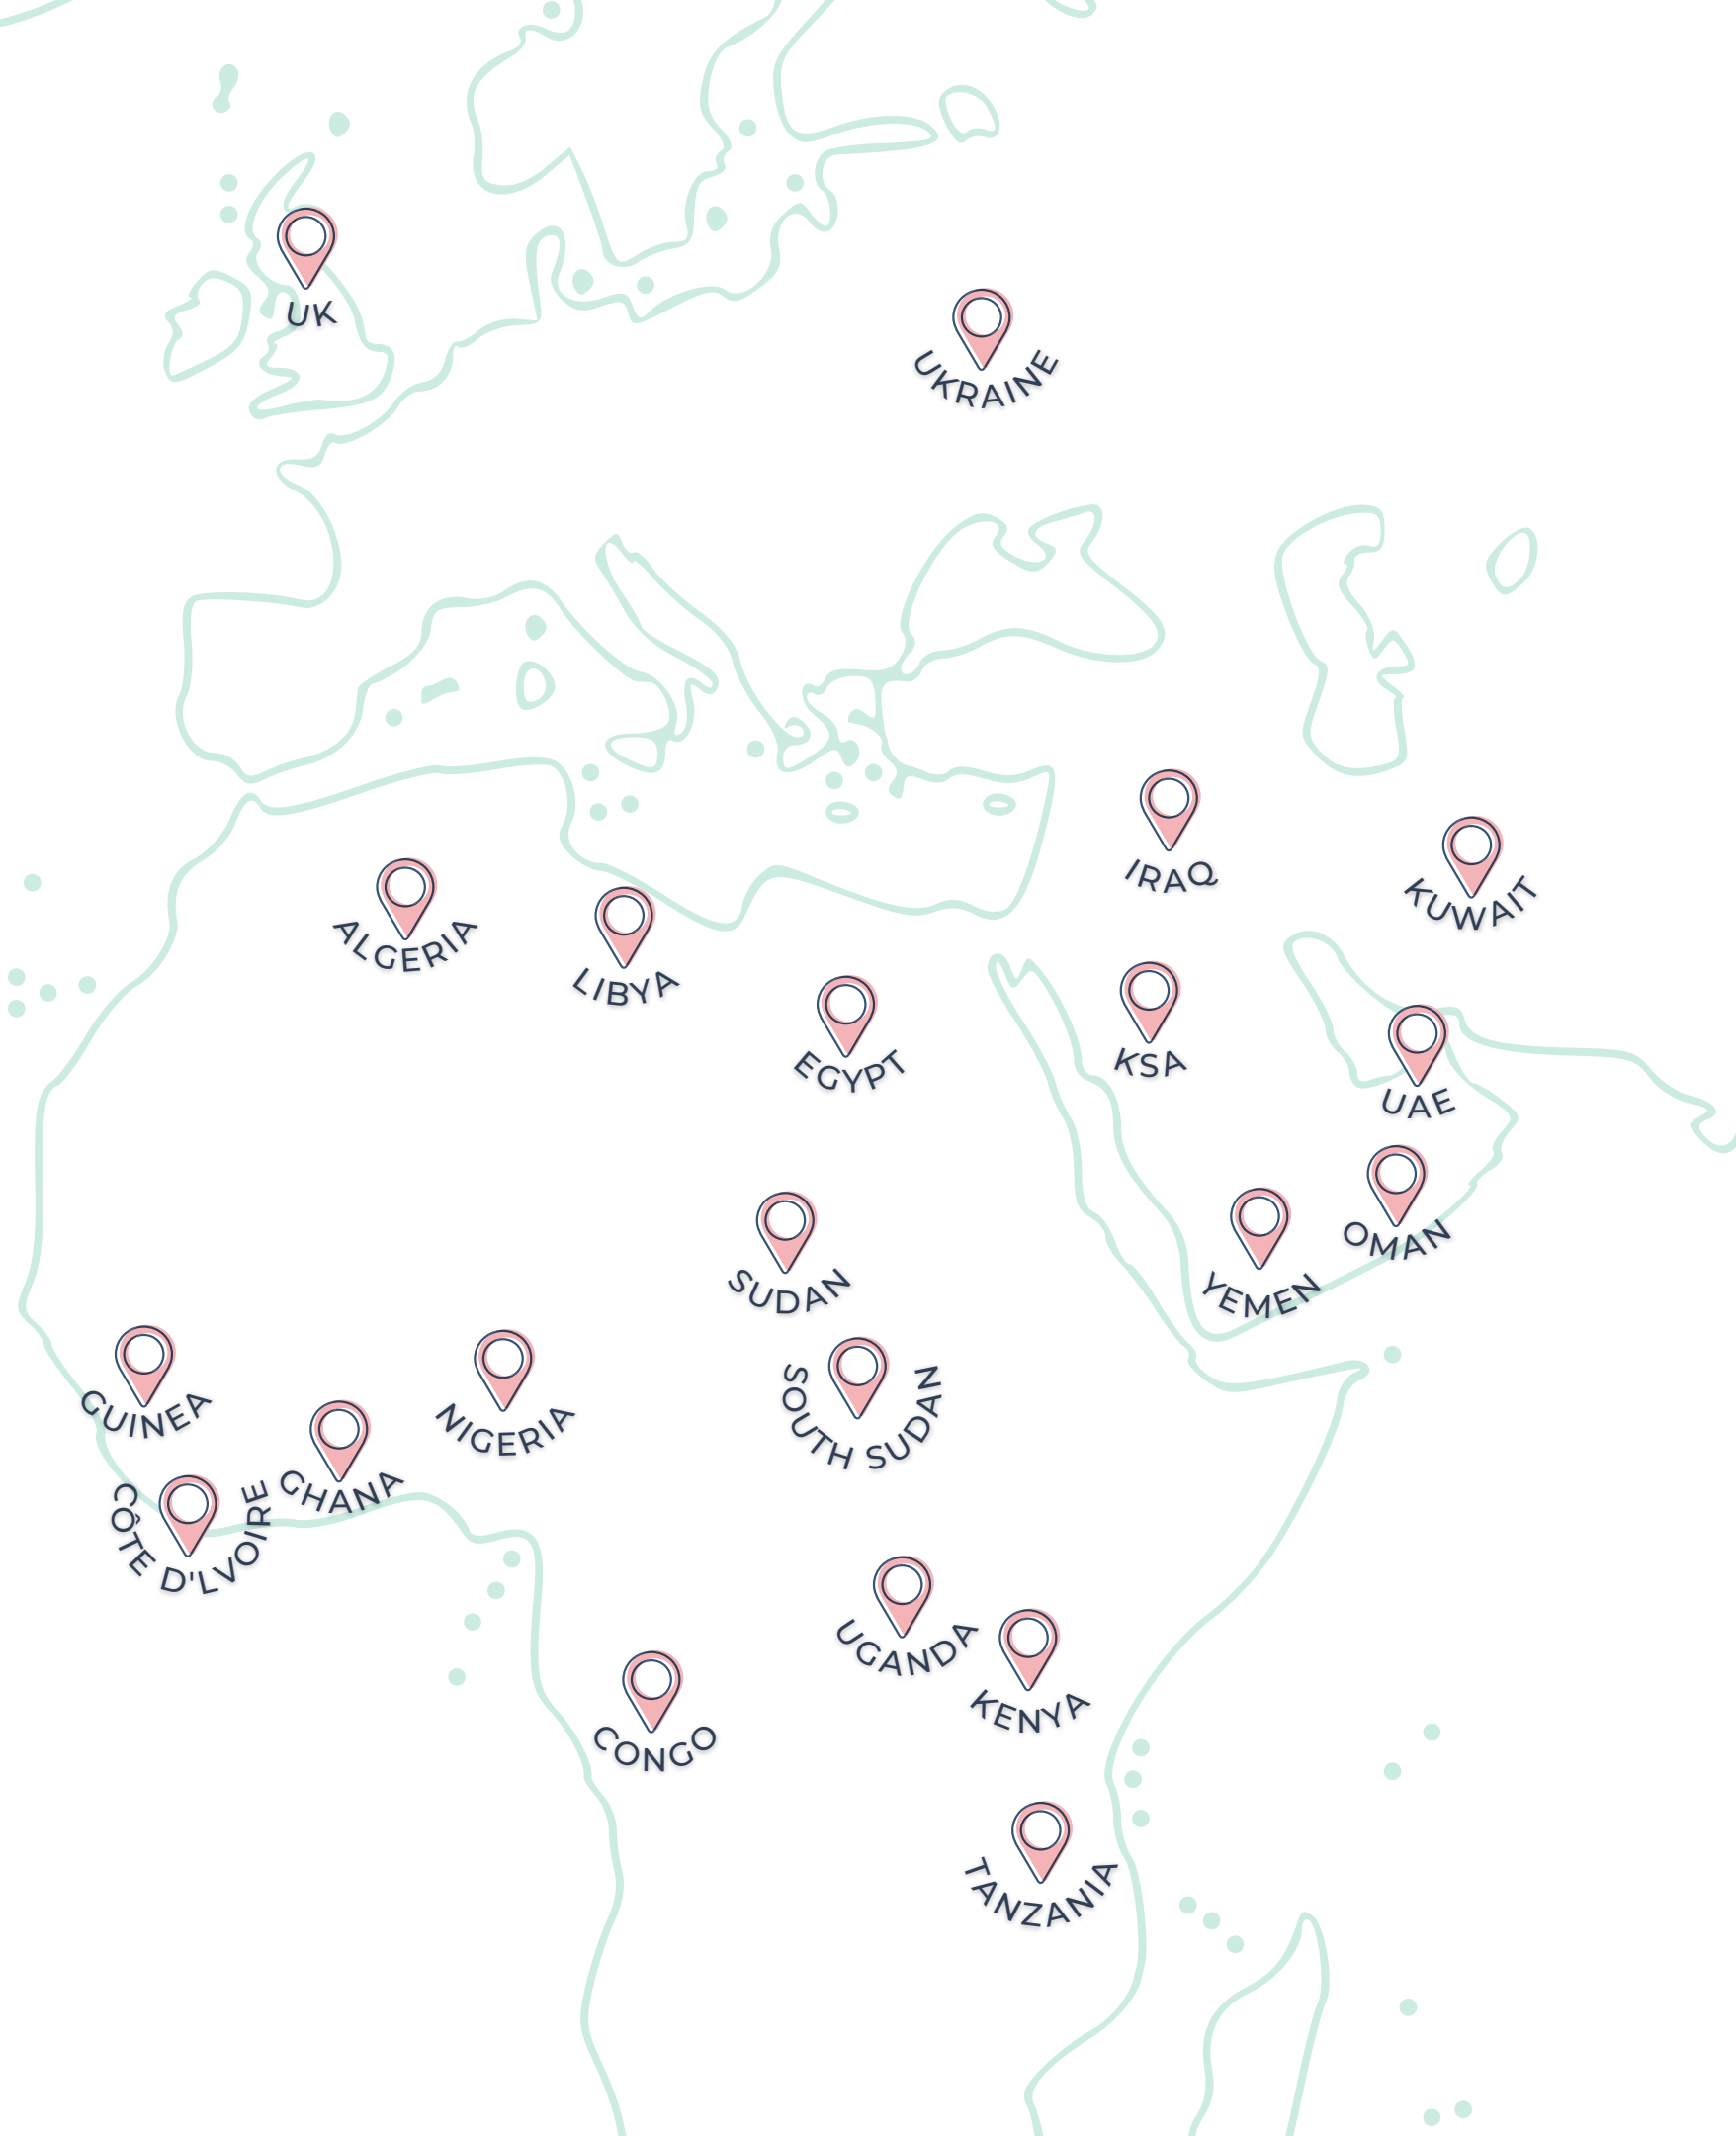 UK
UKRAINE
IRAQ
KUWAIT
ALGERIA
LIBYA
EGYPT
KSA
UAE
SUDAN
YEMEN
OMAN
GUINEA
GHANA
NIGERIA
SOUTH SUDAN
CÔTE D'LVOIRE
UGANDA
KENYA
CONGO
TANZANIA